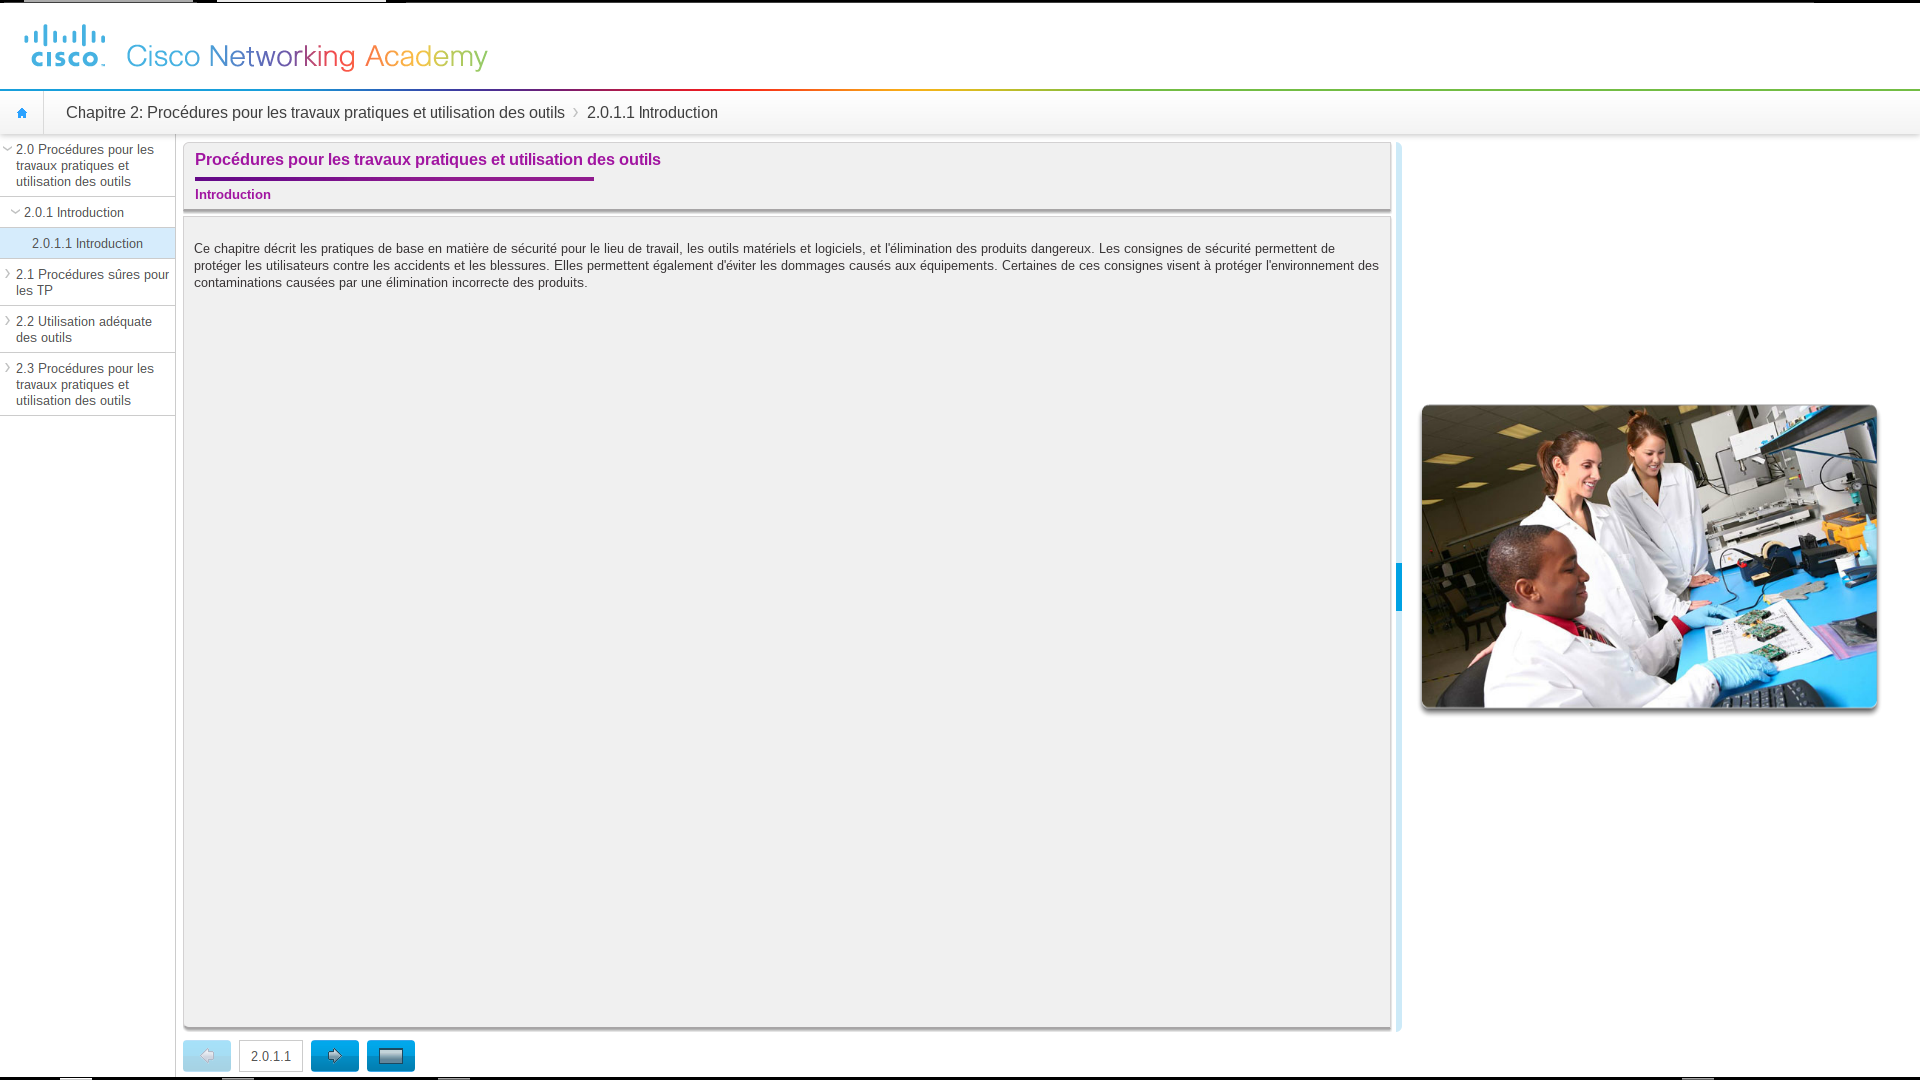 cisco™ Cisco Networking Academy
Chapitre 2: Procédures pour les travaux pratiques et utilisation des outils 2.0.1.1 Introduction
2.0 Procédures pour les
travaux pratiques et
utilisation des outils
2.0.1 Introduction
2.0.1.1 Introduction
2.1 Procédures sûres pour
les TP
2.2 Utilisation adéquate
des outils
2.3 Procédures pour les
travaux pratiques et
utilisation des outils
Procédures pour les travaux pratiques et utilisation des outils
Introduction
Ce chapitre décrit les pratiques de base en matière de sécurité pour le lieu de travail, les outils matériels et logiciels, et l'élimination des produits dangereux. Les consignes de sécurité permettent de
protéger les utilisateurs contre les accidents et les blessures. Elles permettent également d'éviter les dommages causés aux équipements. Certaines de ces consignes visent à protéger l'environnement des
contaminations causées par une élimination incorrecte des produits.
2.0.1.1